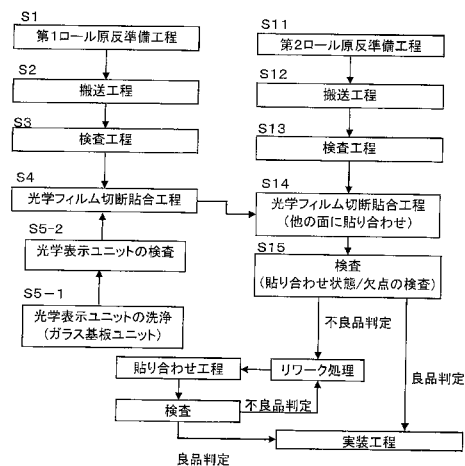 S1
第1ロール原反準備工程
S2
搬送工程
S3
検査工程
S4
光学フィルム切断貼合工程
S5-2
光学表示ユニットの検査
S5-1
光学表示ユニットの洗浄
(ガラス基板ユニット)
S11
第2ロール原反準備工程
S12
搬送工程
S13
検査工程
S14
光学フィルム切断貼合工程
(他の面に貼り合わせ)
S15
検査
(貼り合わせ状態/欠点の検査)
不良品判定
良品判定
貼り合わせ工程
リワーク処理
検査
不良品判定
良品判定
実装工程